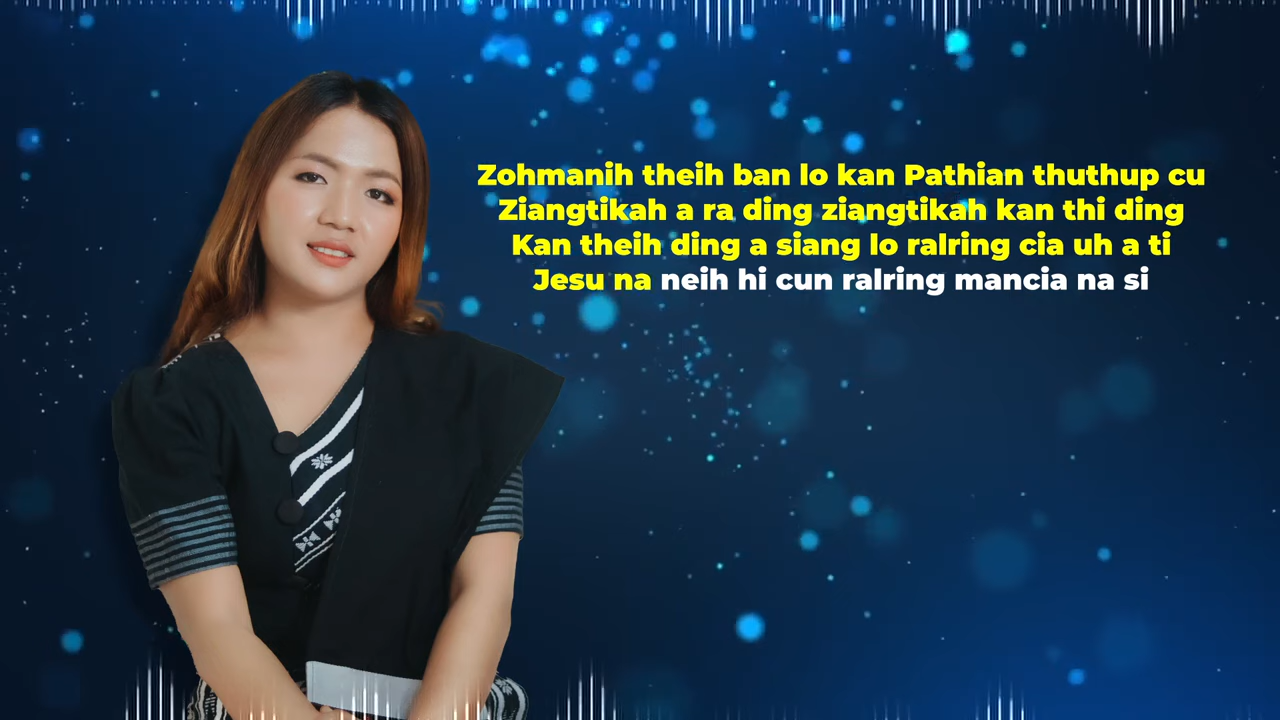 Zohmanih theih ban lo kan Pathian thuthup cu
Ziangtikah a ra ding ziangtikah kan thi ding
Kan theih ding a siang lo ralring cia uh a ti
Jesu na neih hi cun ralring mancia na si